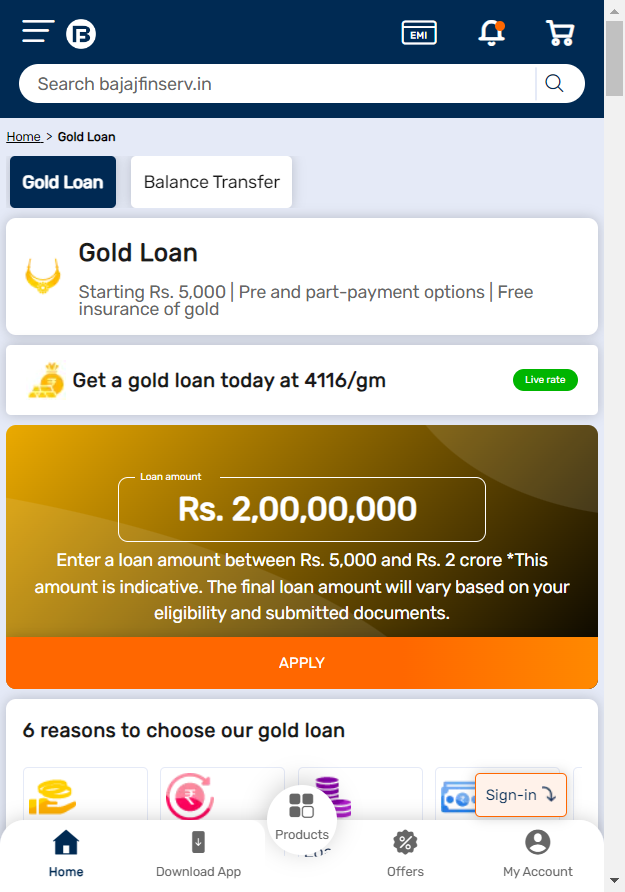 EMI
Search bajajfinserv.in
Home > Gold Loan
Gold Loan
Balance Transfer
Gold Loan
Starting Rs. 5,000 | Pre and part-payment options | Free
insurance of gold
Get a gold loan today at 4116/gm
Live rate
Loan amount
Rs. 2,00,00,000
Enter a loan amount between Rs. 5,000 and Rs. 2 crore *This
amount is indicative. The final loan amount will vary based on your
eligibility and submitted documents.
APPLY
6 reasons to choose our gold loan
Sign-in
Products
Home
Download App
Offers
My Account